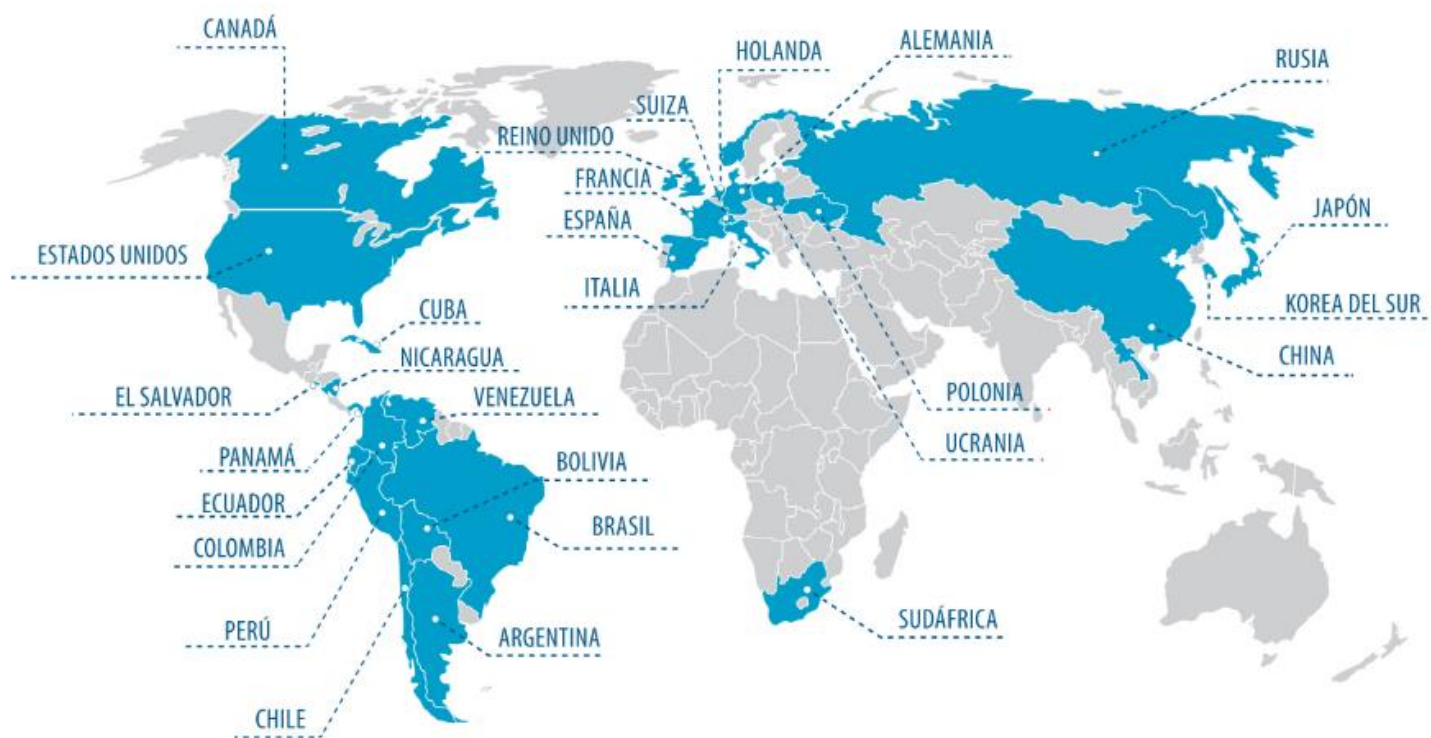 CANADÁ
HOLANDA
ALEMANIA
RUSIA
SUIZA
REINO UNIDO
FRANCIA
ESPAÑA
JAPÓN
ESTADOS UNIDOS
ITALIA
KOREA DEL SUR
CUBA
NICARAGUA
CHINA
EL SALVADOR
VENEZUELA
POLONIA
PANAMÁ
BOLIVIA
UCRANIA
ECUADOR
BRASIL
COLOMBIA
SUDÁFRICA
PERÚ
ARGENTINA
CHILE